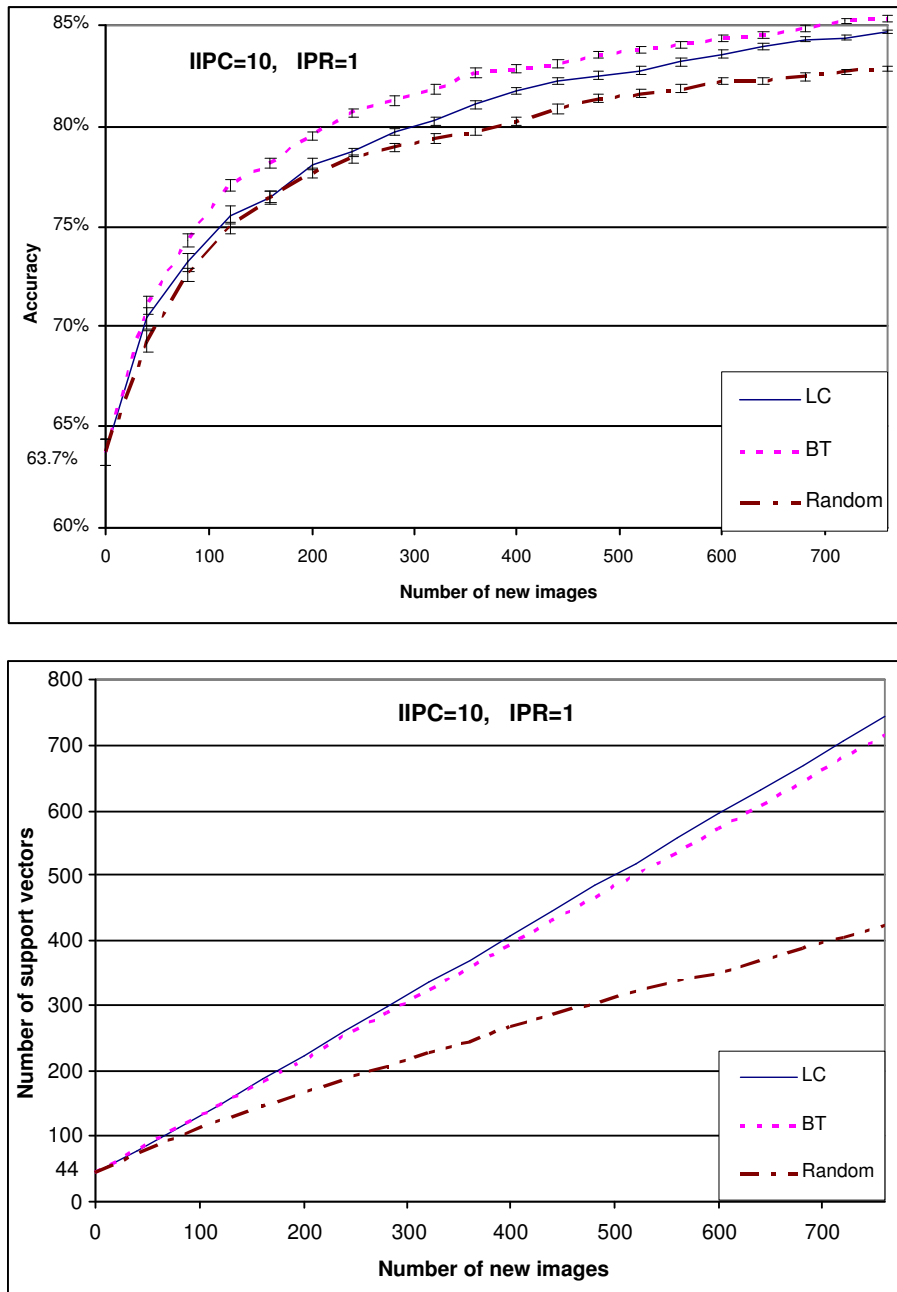 IIPC=10, IPR=1
85%
80%
75%
70%
65%
63.7%
60%
Accuracy
0 100 200 300 400 500 600 700
Number of new images
LC
BT
Random
IIPC=10, IPR=1
800
700
600
500
400
300
200
100
44
0
Number of support vectors
0 100 200 300 400 500 600 700
Number of new images
LC
BT
Random